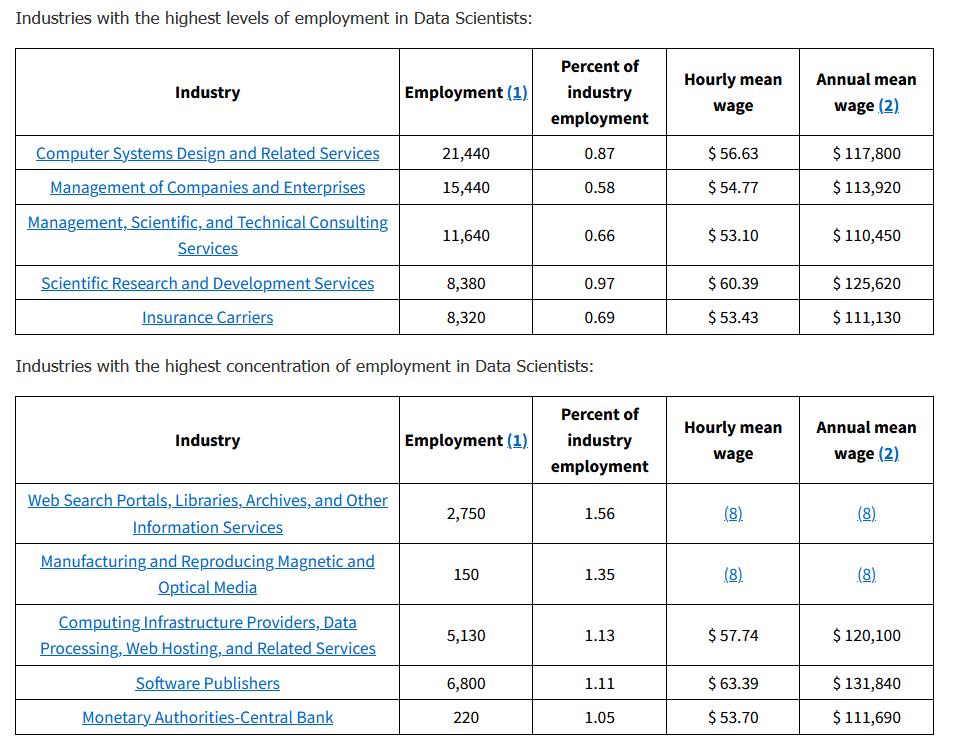 Industries with the highest levels of employment in Data Scientists:
Industry
Employment (1)
Percent of
industry
employment
Hourly mean
wage
Annual mean
wage (2)
Computer Systems Design and Related Services 21,440 0.87 $ 56.63 $ 117,800
Management of Companies and Enterprises 15,440 0.58 $ 54.77 $ 113,920
Management, Scientific, and Technical Consulting
Services
11,640 0.66 $ 53.10 $ 110,450
Scientific Research and Development Services 8,380 0.97 $ 60.39 $ 125,620
Insurance Carriers 8,320 0.69 $ 53.43 $ 111,130
Industries with the highest concentration of employment in Data Scientists:
Industry
Employment (1)
Percent of
industry
employment
Hourly mean
wage
Annual mean
wage (2)
Web Search Portals, Libraries, Archives, and Other
Information Services
2,750 1.56 (8) (8)
Manufacturing and Reproducing Magnetic and
Optical Media
150 1.35 (8) (8)
Computing Infrastructure Providers, Data
Processing, Web Hosting, and Related Services
5,130 1.13 $ 57.74 $ 120,100
Software Publishers 6,800 1.11 $ 63.39 $ 131,840
Monetary Authorities-Central Bank 220 1.05 $ 53.70 $ 111,690